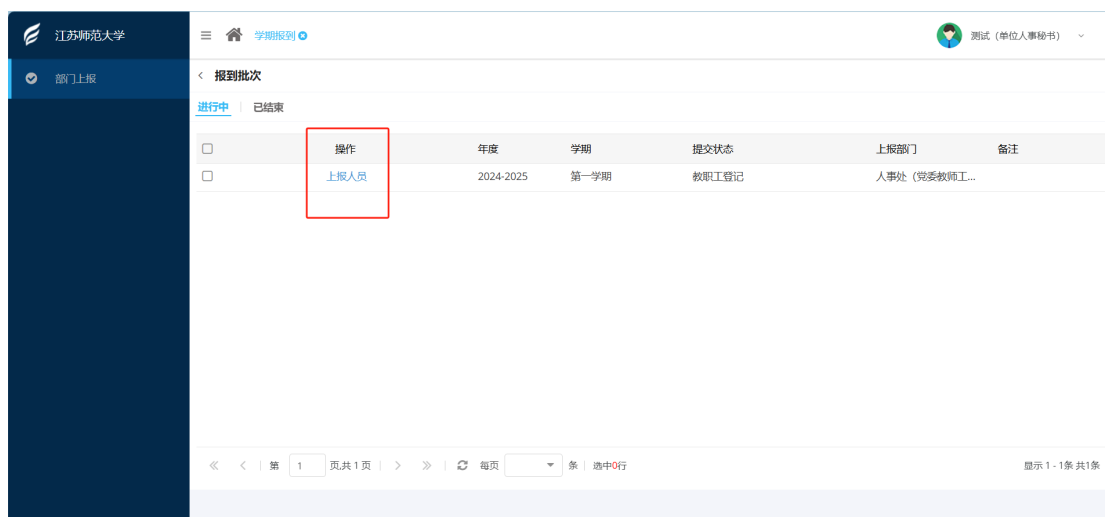 江苏师范大学
学期报到
测试（单位人事秘书）
部门上报
报到批次
进行中 已结束
操作 年度 学期 提交状态 上报部门 备注
上报人员 2024-2025 第一学期 教职工登记 人事处（党委教师工...
第 1 页,共 1 页 每页 条 选中0行 显示 1 - 1条 共1条